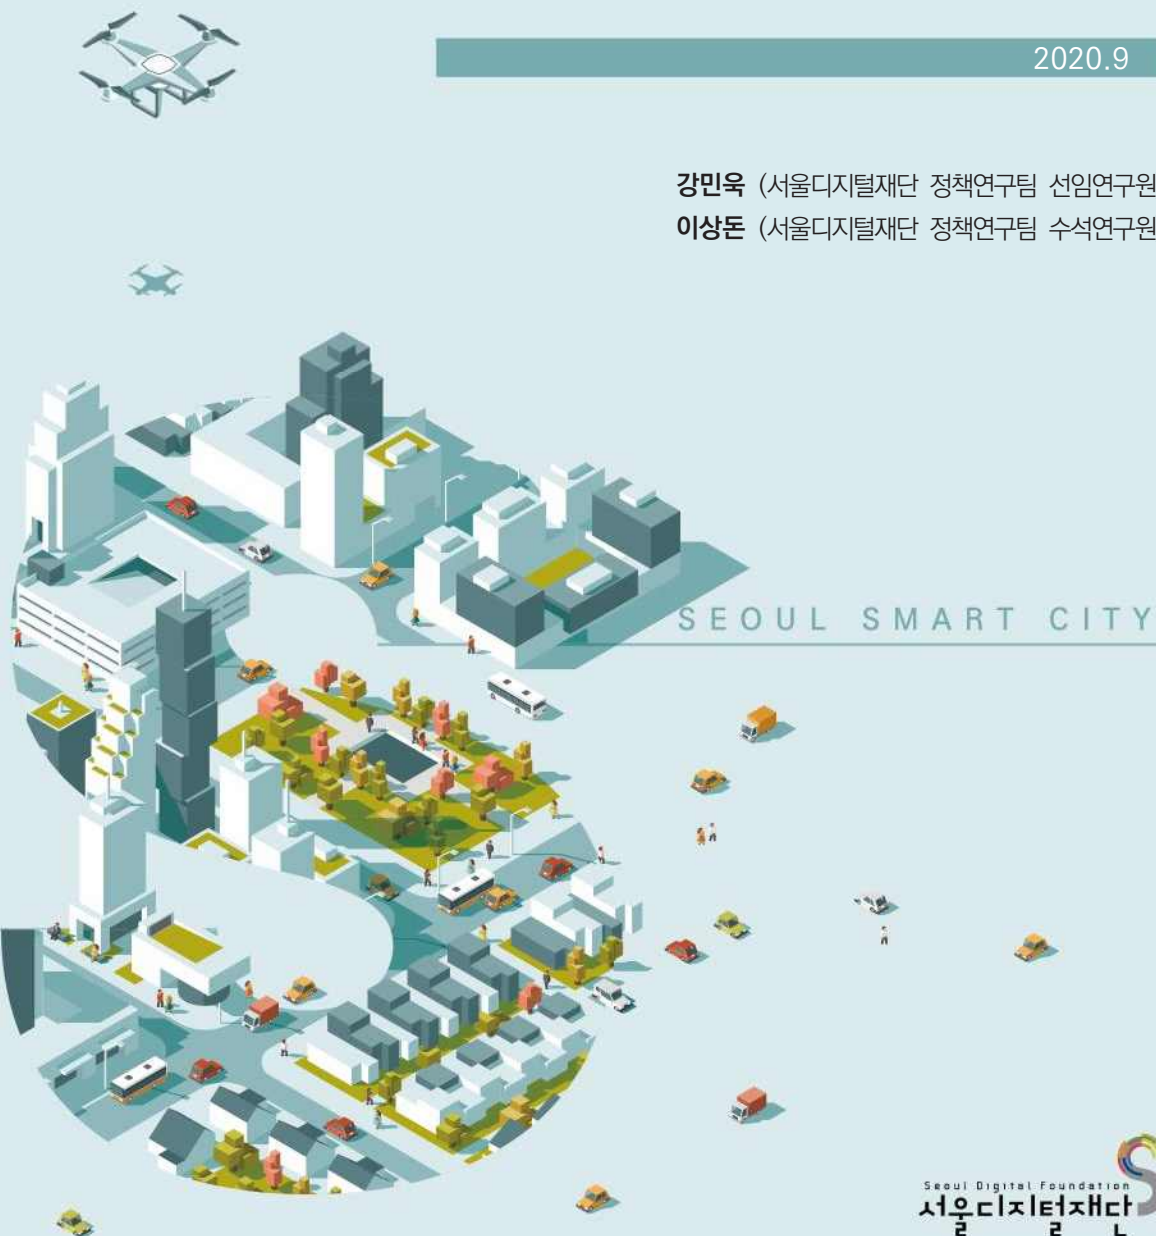 2020.9
강민욱 (서울디지털재단 정책연구팀 선임연구원
이상돈 (서울디지털재단 정책연구팀 수석연구원
SEOUL SMART CITY
Seoul Digital Foundation
서울디지털재단